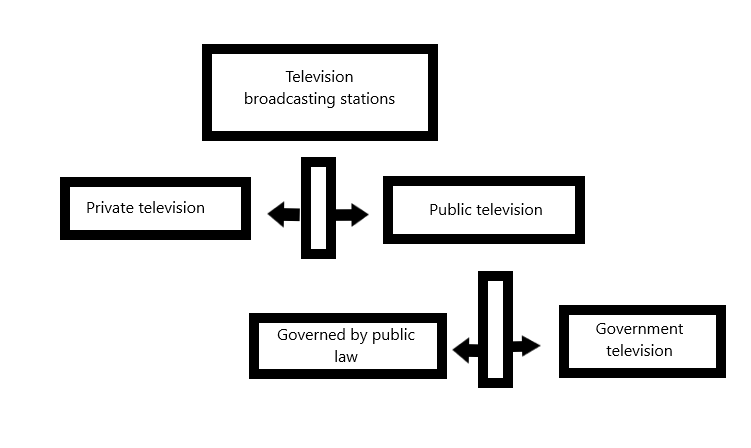 Television
broadcasting stations
Private television
Public television
Governed by public
law
Government
television